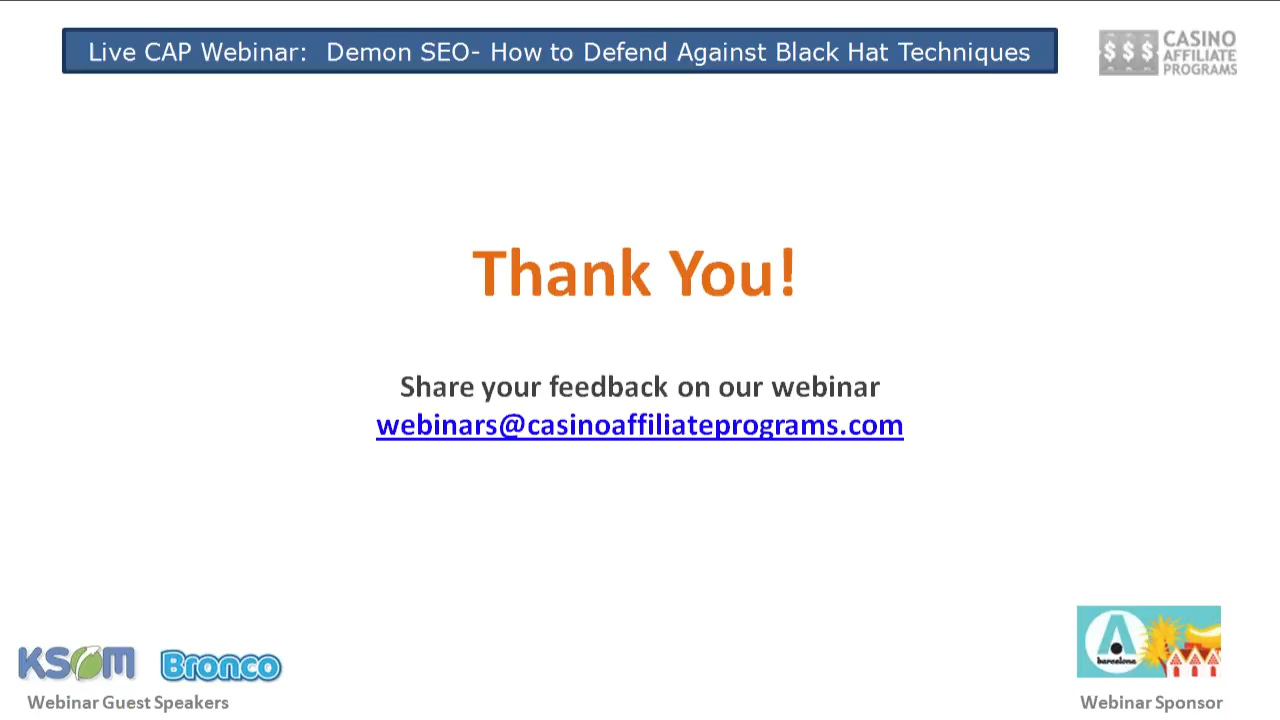 Live CAP Webinar:  Demon SEO- How to Defend Against Black Hat Techniques
$ $ $
CASINO
AFFILIATE
PROGRAMS
Thank You!
Share your feedback on our webinar
webinars@casinoaffiliateprograms.com
KSOM
Bronco
Webinar Guest Speakers
A
barcelona
Webinar Sponsor